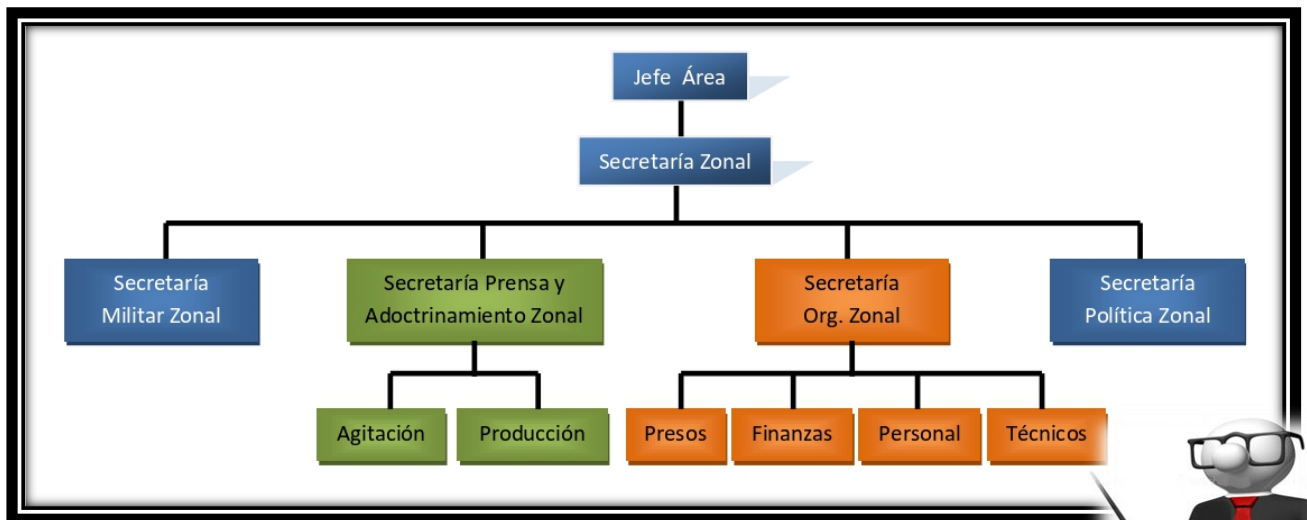 Jefe Área
Secretaría Zonal
Secretaría
Militar Zonal
Secretaría Prensa y
Adoctrinamiento Zonal
Secretaría
Org. Zonal
Secretaría
Política Zonal
Agitación
Producción
Presos
Finanzas
Personal
Técnicos